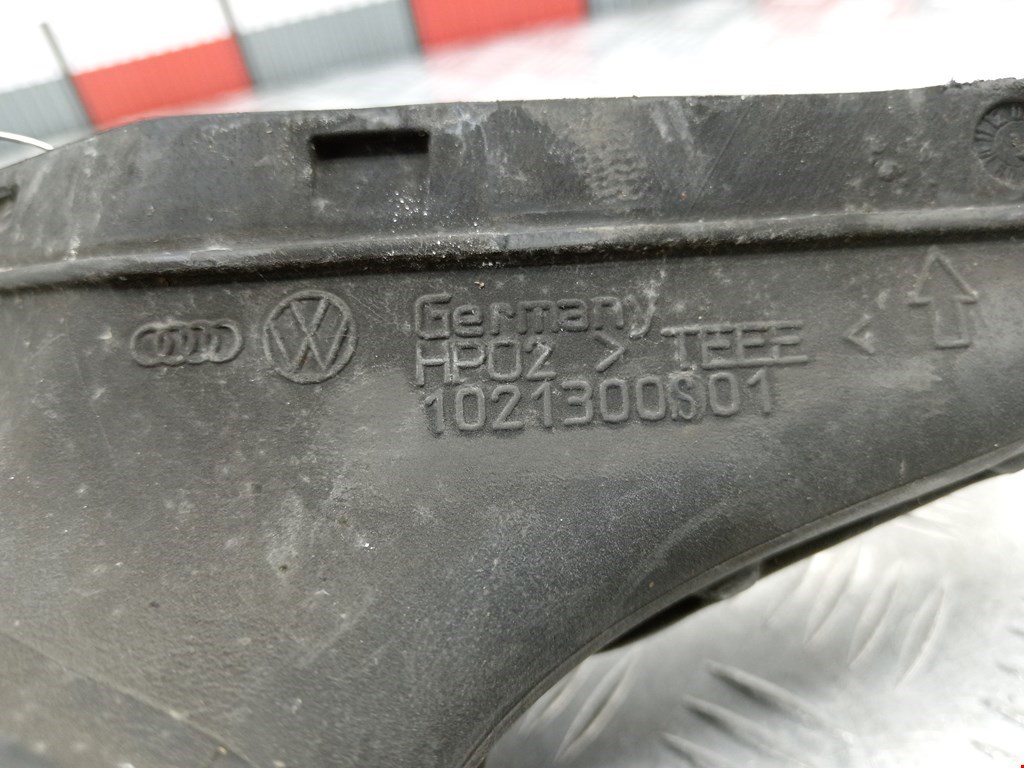 Germany
HP02 > TEEE <
1021300S01